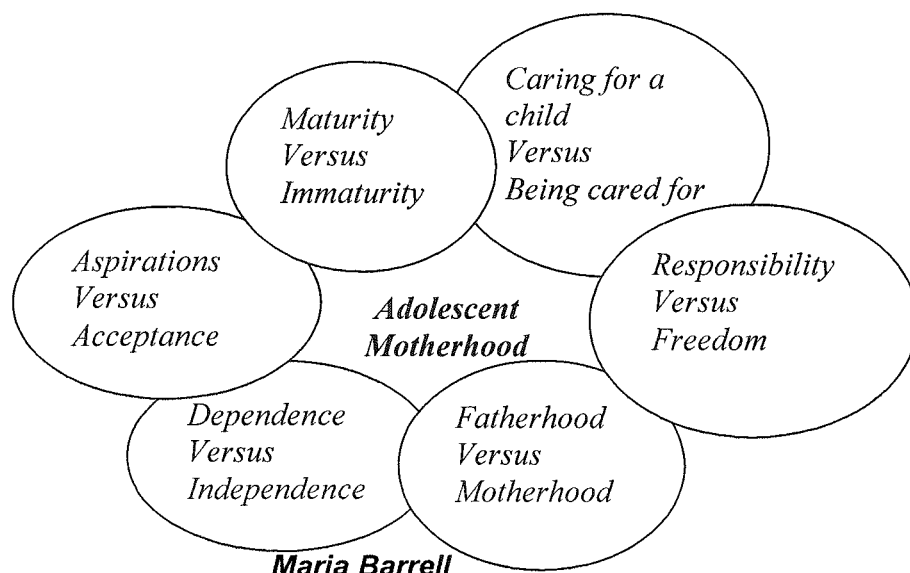 Caring for a
child
Versus
Being cared for
Maturity
Versus
Immaturity
Responsibility
Versus
Freedom
Aspirations
Versus
Acceptance
Adolescent
Motherhood
Dependence
Versus
Independence
Fatherhood
Versus
Motherhood
Maria Barrell